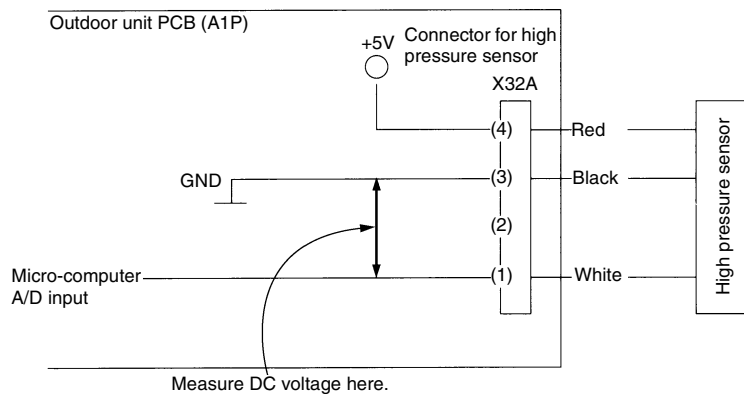 Outdoor unit PCB (A1P)
+5V
Connector for high
pressure sensor
X32A
(4)
Red
GND
(3)
Black
(2)
Micro-computer
A/D input
(1)
White
High pressure sensor
Measure DC voltage here.